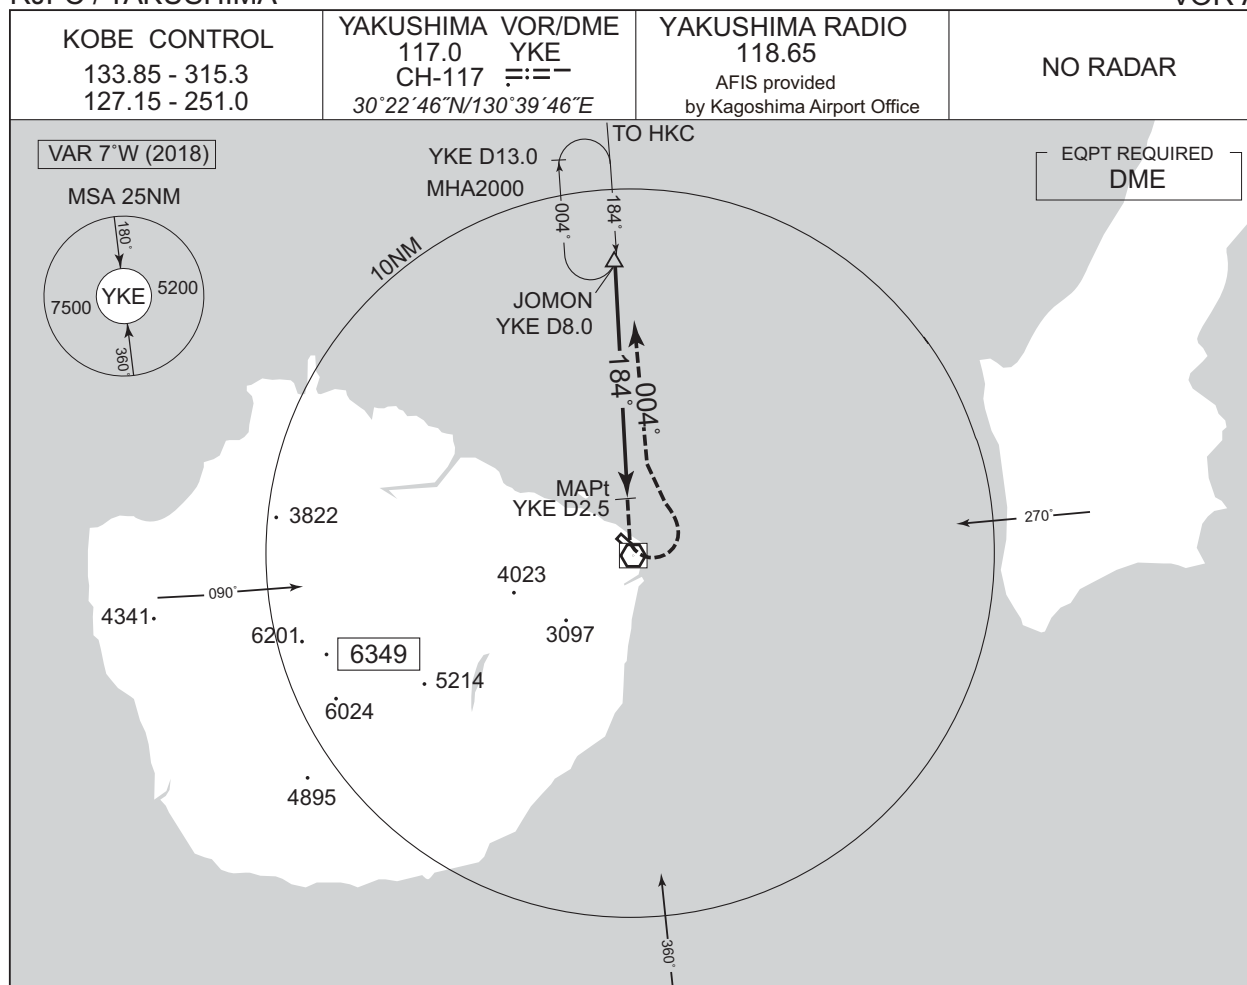 RJFC / YAKUSHIMA
VOR A
KOBE CONTROL
133.85 - 315.3
127.15 - 251.0
YAKUSHIMA VOR/DME
117.0 YKE
CH-117
30°22´46˝N/130°39´46˝E
YAKUSHIMA RADIO
118.65
AFIS provided
by Kagoshima Airport Office
NO RADAR
VAR 7°W (2018)
MSA 25NM
180°
7500
YKE
5200
360°
TO HKC
YKE D13.0
MHA2000
004°
184°
10NM
JOMON
YKE D8.0
EQPT REQUIRED
DME
184°
004°
MAPt
YKE D2.5
3822
270°
4023
090°
4341
3097
6201
6349
5214
6024
4895
360°